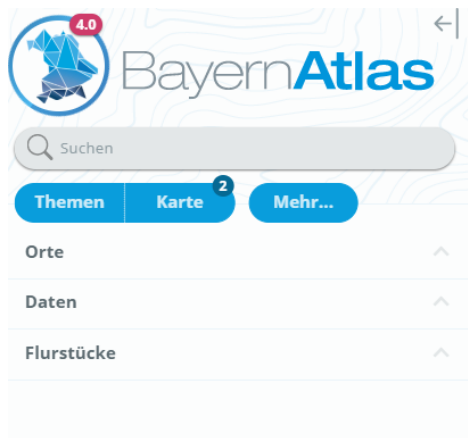 4.0
BayernAtlas
Suchen
Themen Karte 2 Mehr...
Orte
Daten
Flurstücke